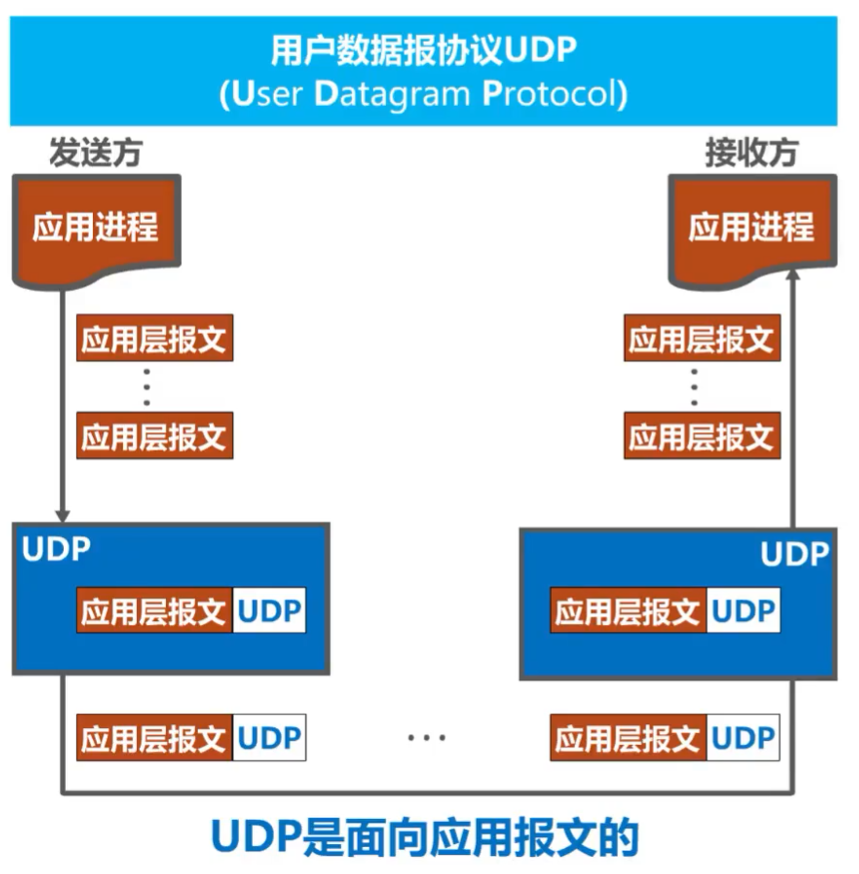 用户数据报协议UDP
(User Datagram Protocol)
发送方
接收方
应用进程
应用进程
应用层报文
应用层报文
应用层报文
应用层报文
UDP
UDP
应用层报文 UDP
应用层报文 UDP
应用层报文 UDP
...
应用层报文 UDP
UDP是面向应用报文的